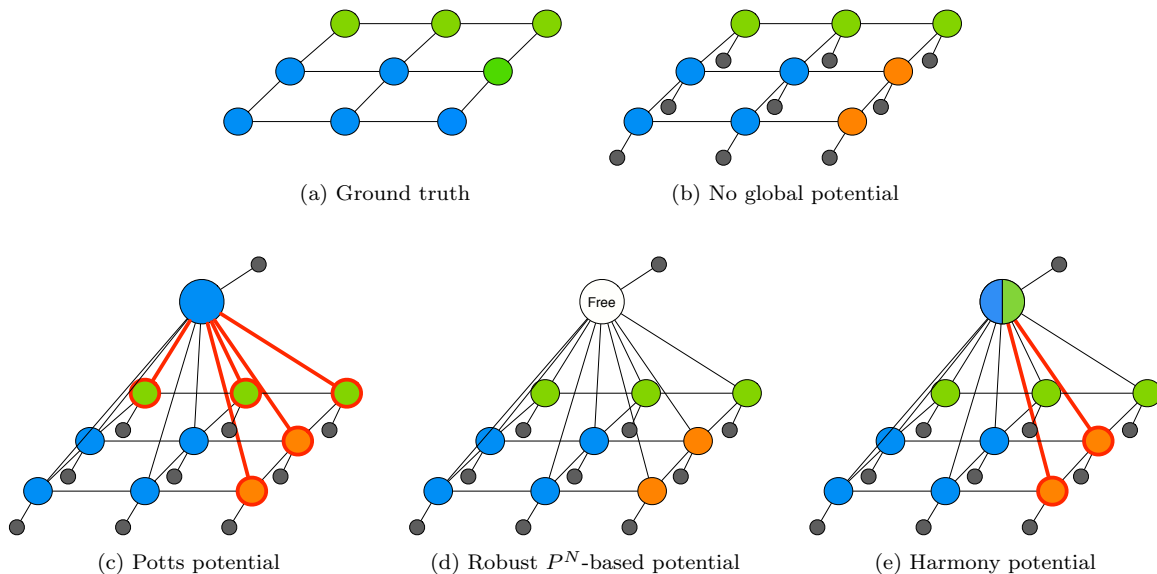 (a) Ground truth
(b) No global potential
Free
(c) Potts potential
(d) Robust P^N-based potential
(e) Harmony potential